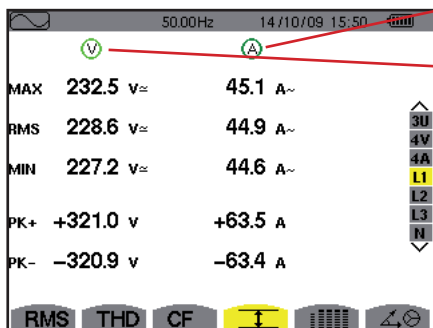 50.00Hz 14/10/09 15:50
V A
MAX 232.5 V≃ 45.1 A~
RMS 228.6 V≃ 44.9 A~
MIN 227.2 V≃ 44.6 A~
PK+ +321.0 V +63.5 A
PK- -320.9 V -63.4 A
3U
4V
4A
L1
L2
L3
N
RMS THD CF